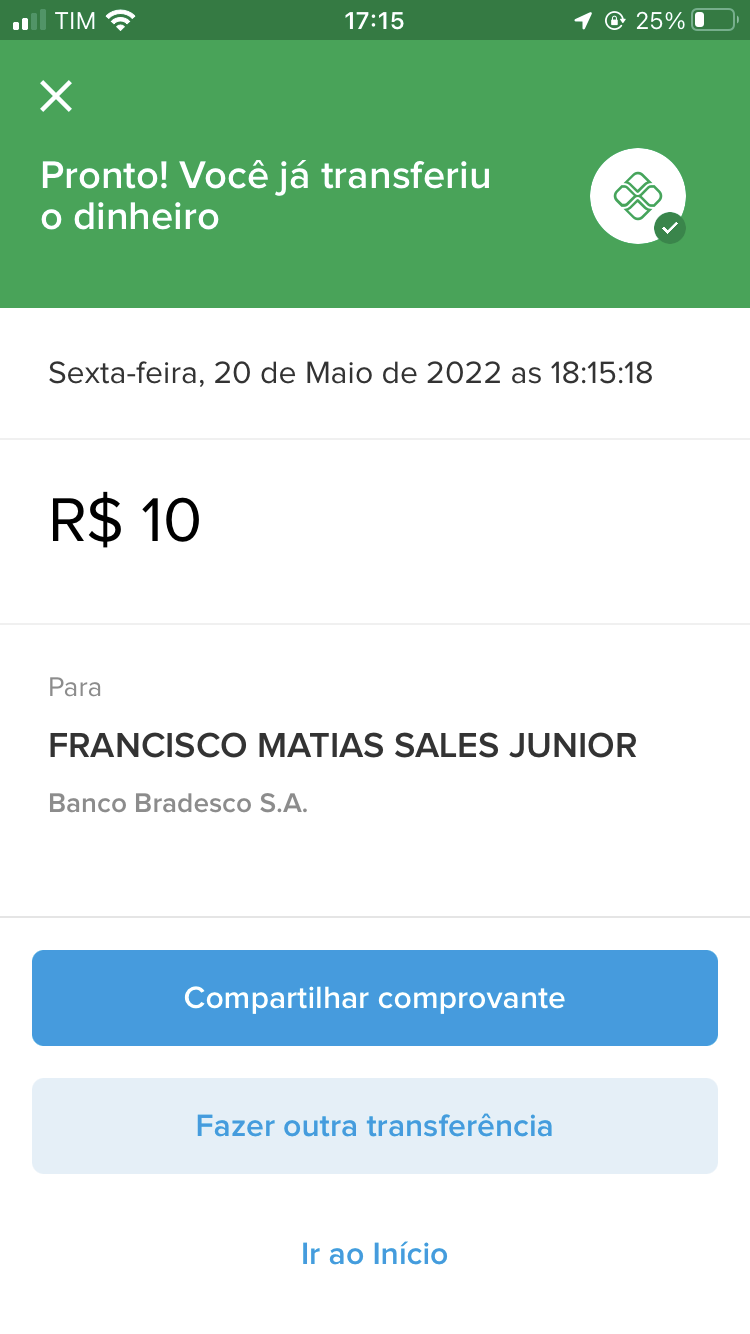 TIM 17:15 25%
Pronto! Você já transferiu
o dinheiro
Sexta-feira, 20 de Maio de 2022 as 18:15:18
R$ 10
Para
FRANCISCO MATIAS SALES JUNIOR
Banco Bradesco S.A.
Compartilhar comprovante
Fazer outra transferência
Ir ao Início